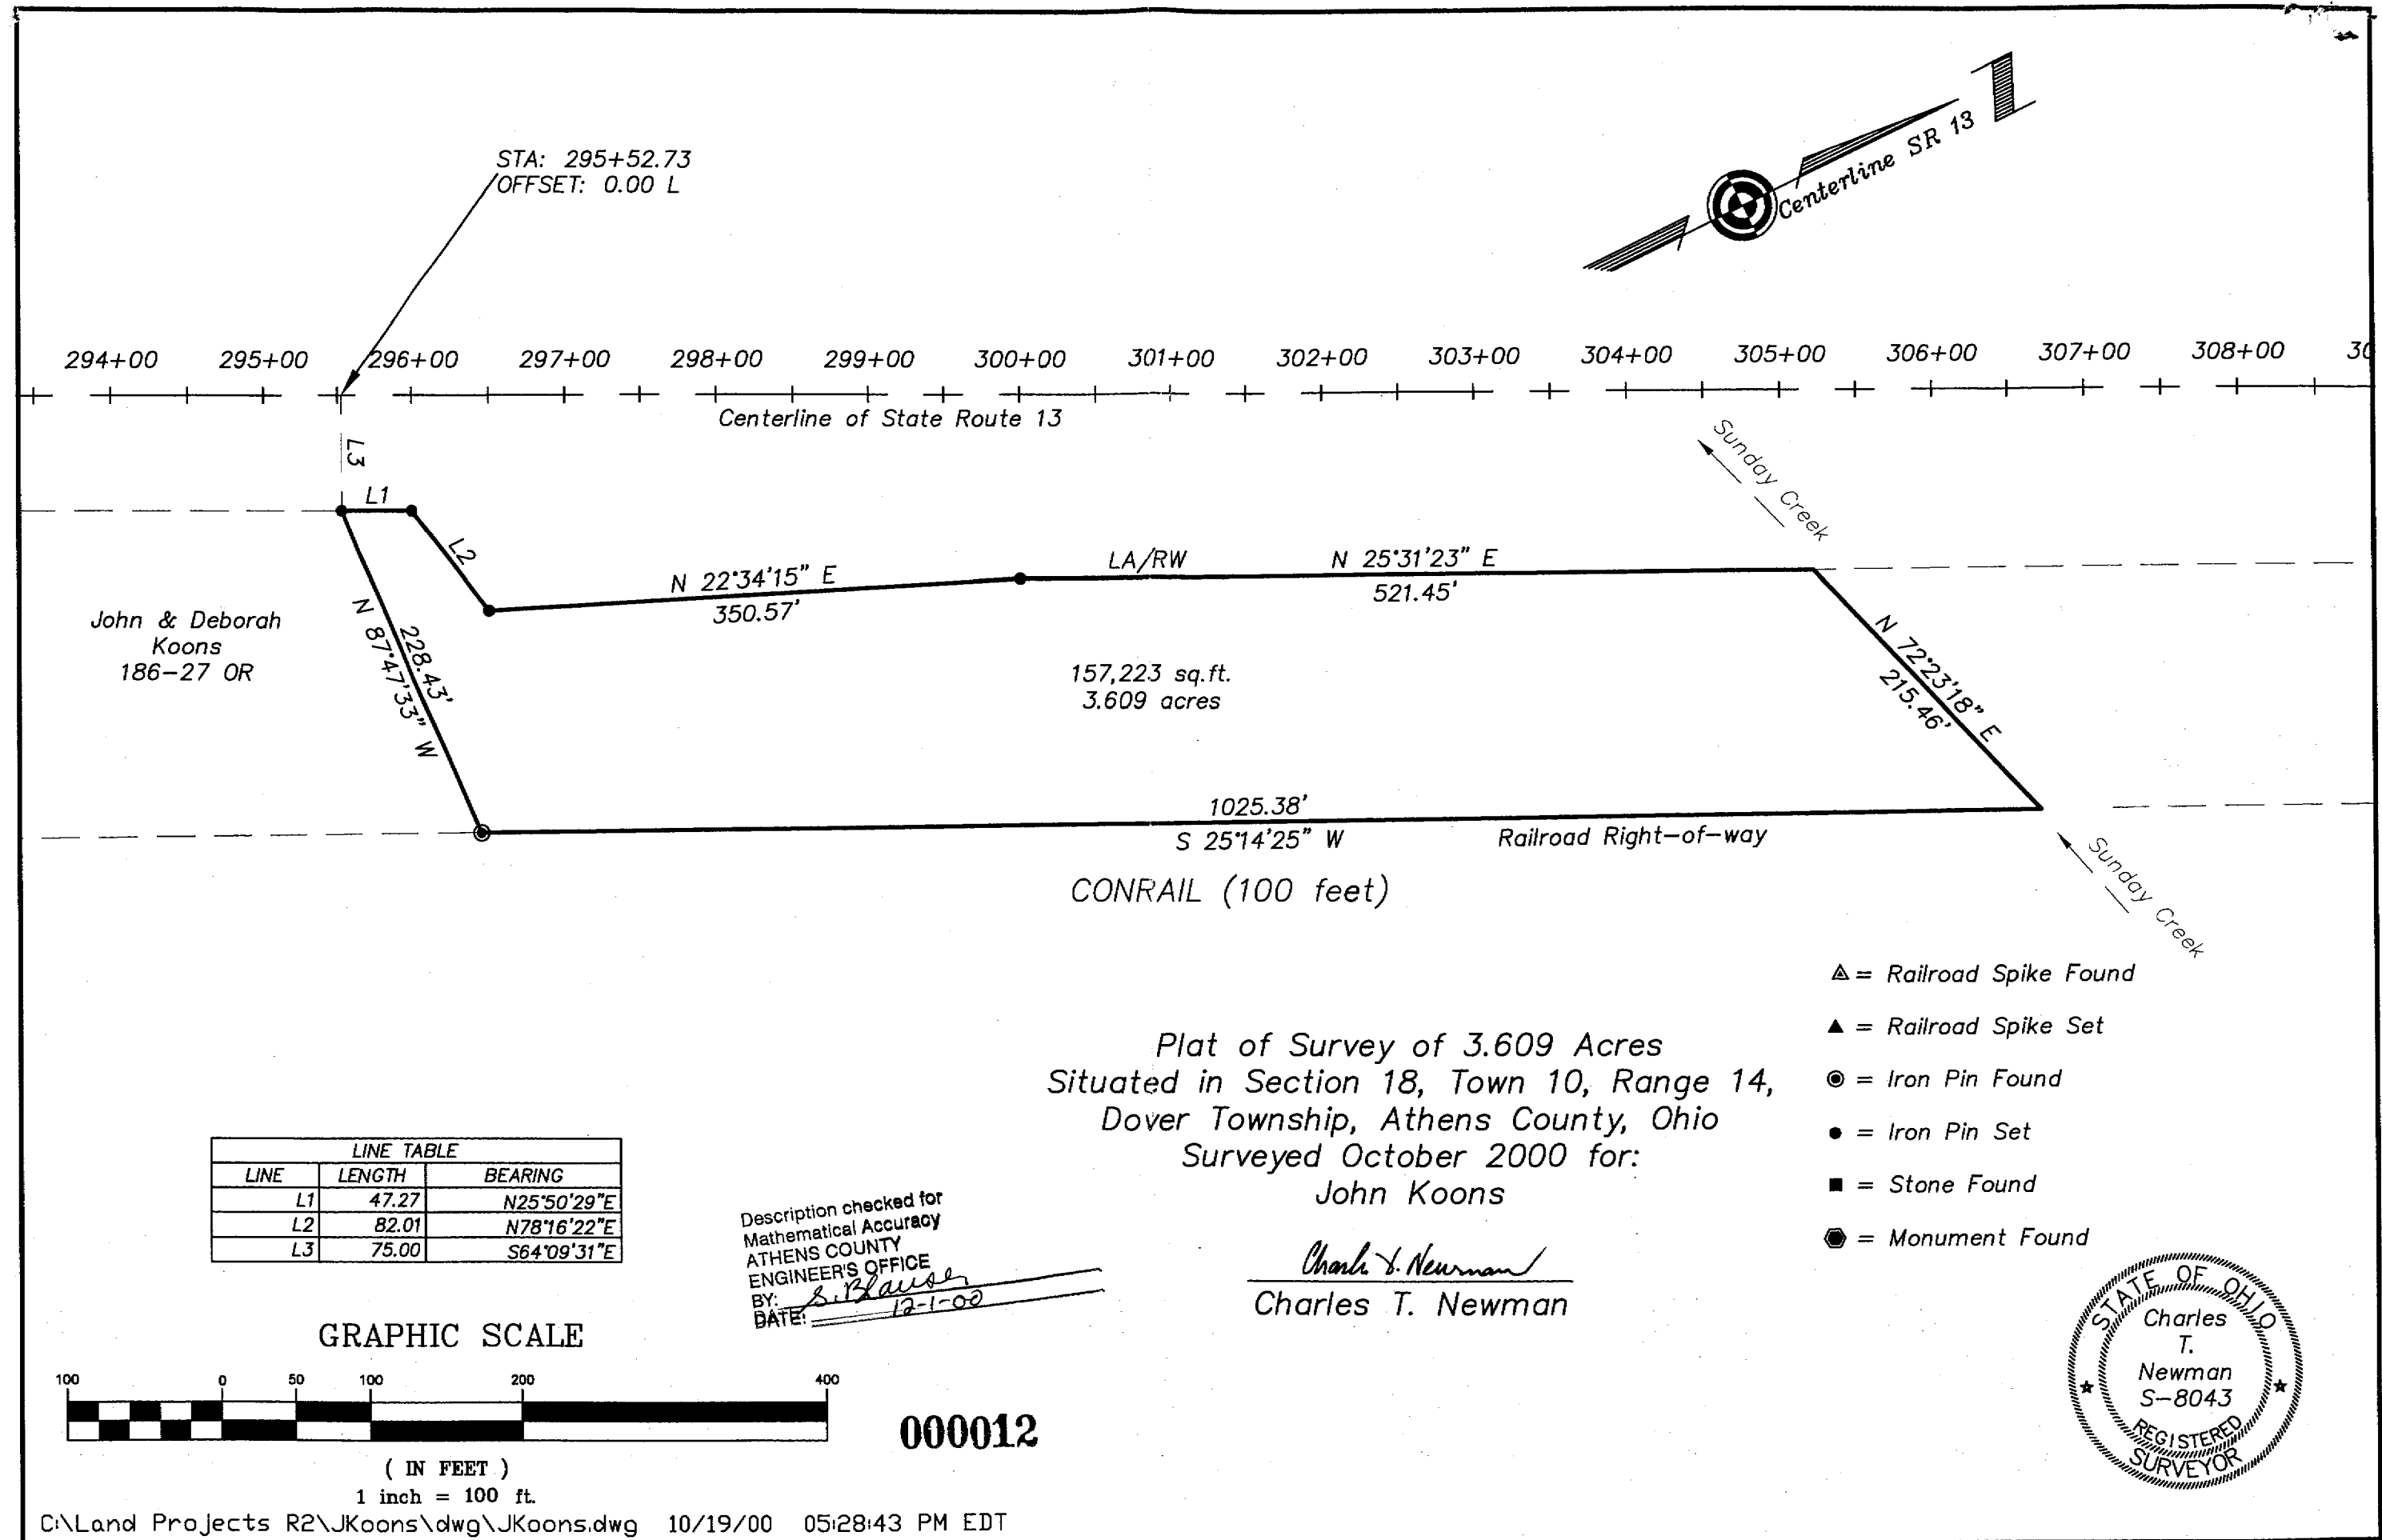 STA: 295+52.73
OFFSET: 0.00 L
Centerline SR 13
294+00 295+00 296+00 297+00 298+00 299+00 300+00 301+00 302+00 303+00 304+00 305+00 306+00 307+00 308+00 30
Centerline of State Route 13
L3
L1
L2
Sunday Creek
N 22°34'15" E
350.57'
LA/RW
N 25°31'23" E
521.45'
John & Deborah
Koons
186-27 OR
228.43'
N 87°47'33" W
157,223 sq.ft.
3.609 acres
N 72°23'18" E
215.46'
1025.38'
S 25°14'25" W
Railroad Right-of-way
CONRAIL (100 feet)
Sunday Creek
= Railroad Spike Found
= Railroad Spike Set
= Iron Pin Found
= Iron Pin Set
= Stone Found
= Monument Found
Plat of Survey of 3.609 Acres
Situated in Section 18, Town 10, Range 14,
Dover Township, Athens County, Ohio
Surveyed October 2000 for:
John Koons
Charles T. Newman
Charles T. Newman
LINE TABLE
LINE LENGTH BEARING
L1 47.27 N25°50'29"E
L2 82.01 N78°16'22"E
L3 75.00 S64°09'31"E
Description checked for
Mathematical Accuracy
ATHENS COUNTY
ENGINEER'S OFFICE
BY: S. Blauser
DATE: 12-1-00
STATE OF OHIO
Charles
T.
Newman
S-8043
REGISTERED
SURVEYOR
GRAPHIC SCALE
100 0 50 100 200 400
( IN FEET )
1 inch = 100 ft.
000012
C:\Land Projects R2\JKoons\dwg\JKoons.dwg 10/19/00 05:28:43 PM EDT